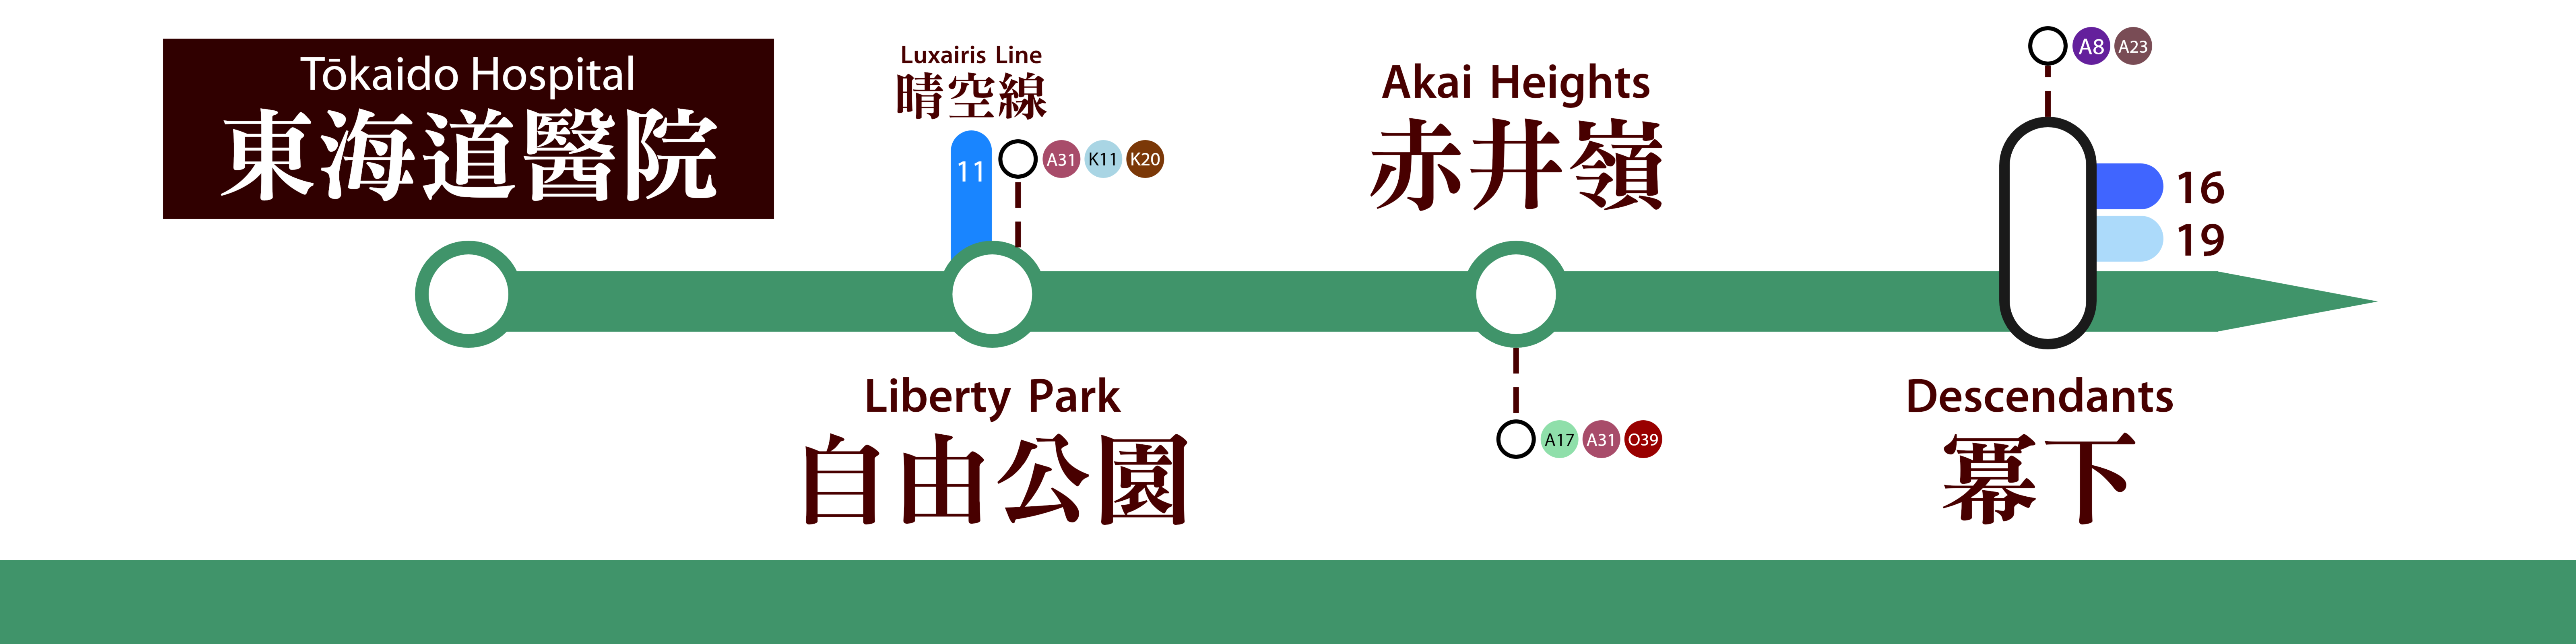 Tōkaido Hospital
東海道醫院
Luxairis Line
晴空線
11
A31 K11 K20
Liberty Park
自由公園
Akai Heights
赤井嶺
A17 A31 O39
A8 A23
16
19
Descendants
幕下